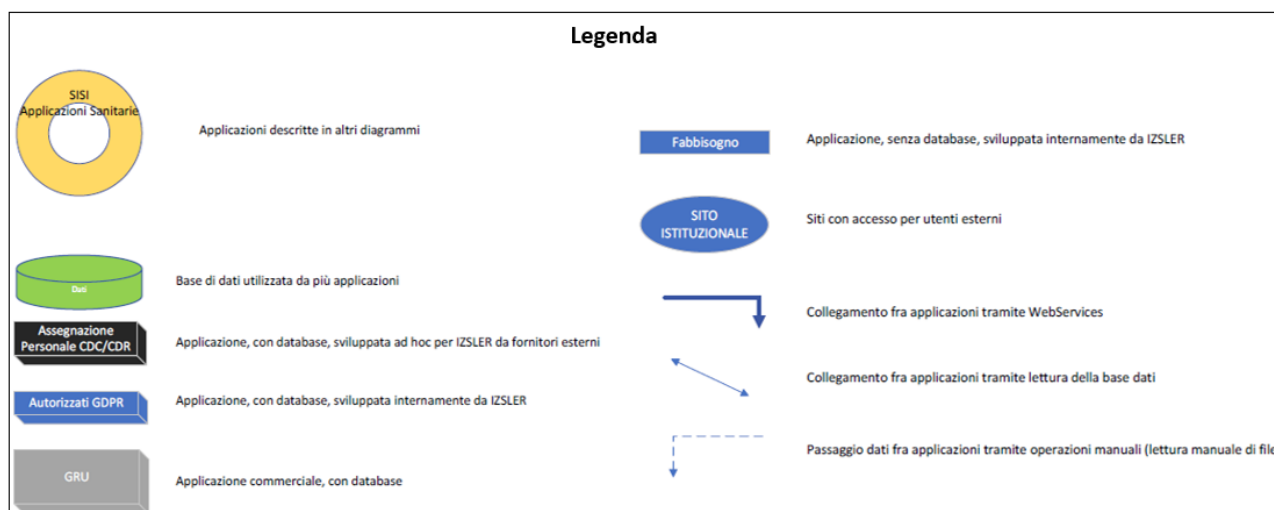 Legenda
SISI
Applicazioni Sanitarie
Applicazioni descritte in altri diagrammi
Dati
Base di dati utilizzata da più applicazioni
Assegnazione
Personale CDC/CDR
Applicazione, con database, sviluppata ad hoc per IZSLER da fornitori esterni
Autorizzati GDPR
Applicazione, con database, sviluppata internamente da IZSLER
GRU
Applicazione commerciale, con database
Fabbisogno
Applicazione, senza database, sviluppata internamente da IZSLER
SITO
ISTITUZIONALE
Siti con accesso per utenti esterni
Collegamento fra applicazioni tramite WebServices
Collegamento fra applicazioni tramite lettura della base dati
Passaggio dati fra applicazioni tramite operazioni manuali (lettura manuale di file